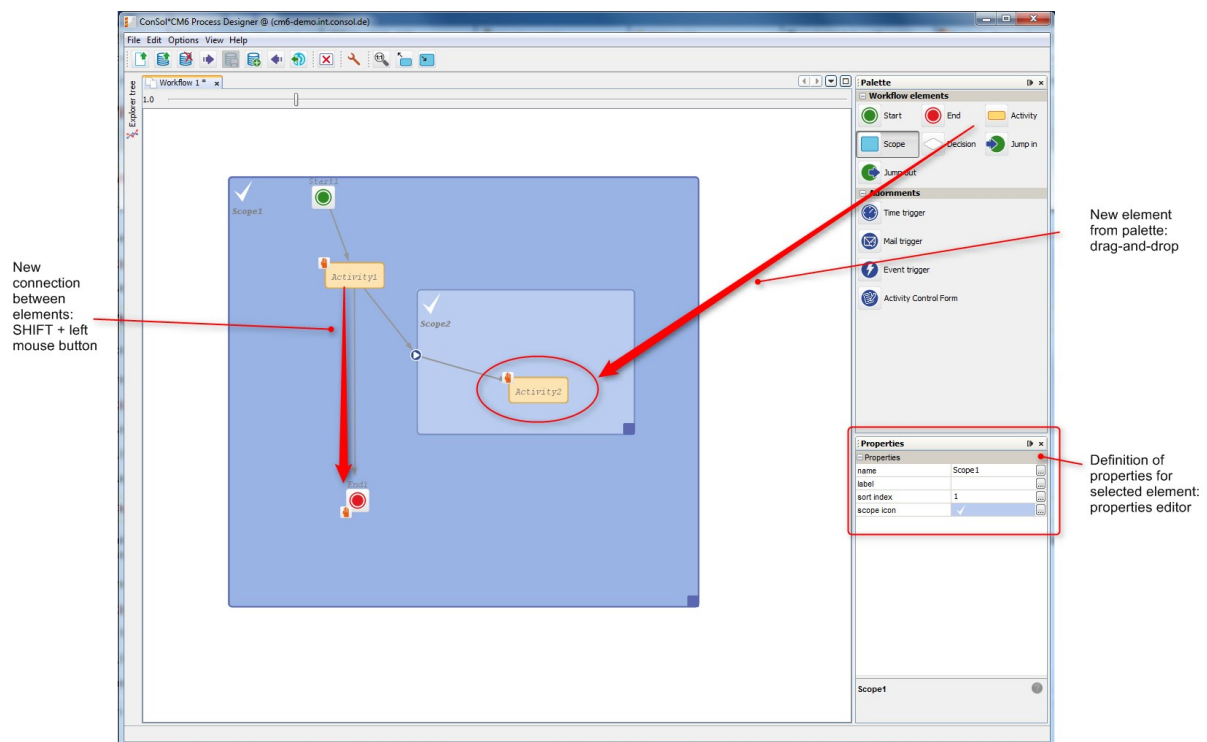 ConSol*CM6 Process Designer @ (cm6-demo.int.consol.de)
File Edit Options View Help
Explorer tree
Workflow 1 *
1.0
Palette
Workflow elements
Start
End
Activity
Scope
Decision
Jump in
Jump out
Adornments
Time trigger
Mail trigger
Event trigger
Activity Control Form
Start1
Scope1
Activity1
Scope2
Activity2
End1
New
connection
between
elements:
SHIFT + left
mouse button
New element
from palette:
drag-and-drop
Properties
Properties
name Scope1
label
sort index 1
scope icon
Definition of
properties for
selected element:
properties editor
Scope1